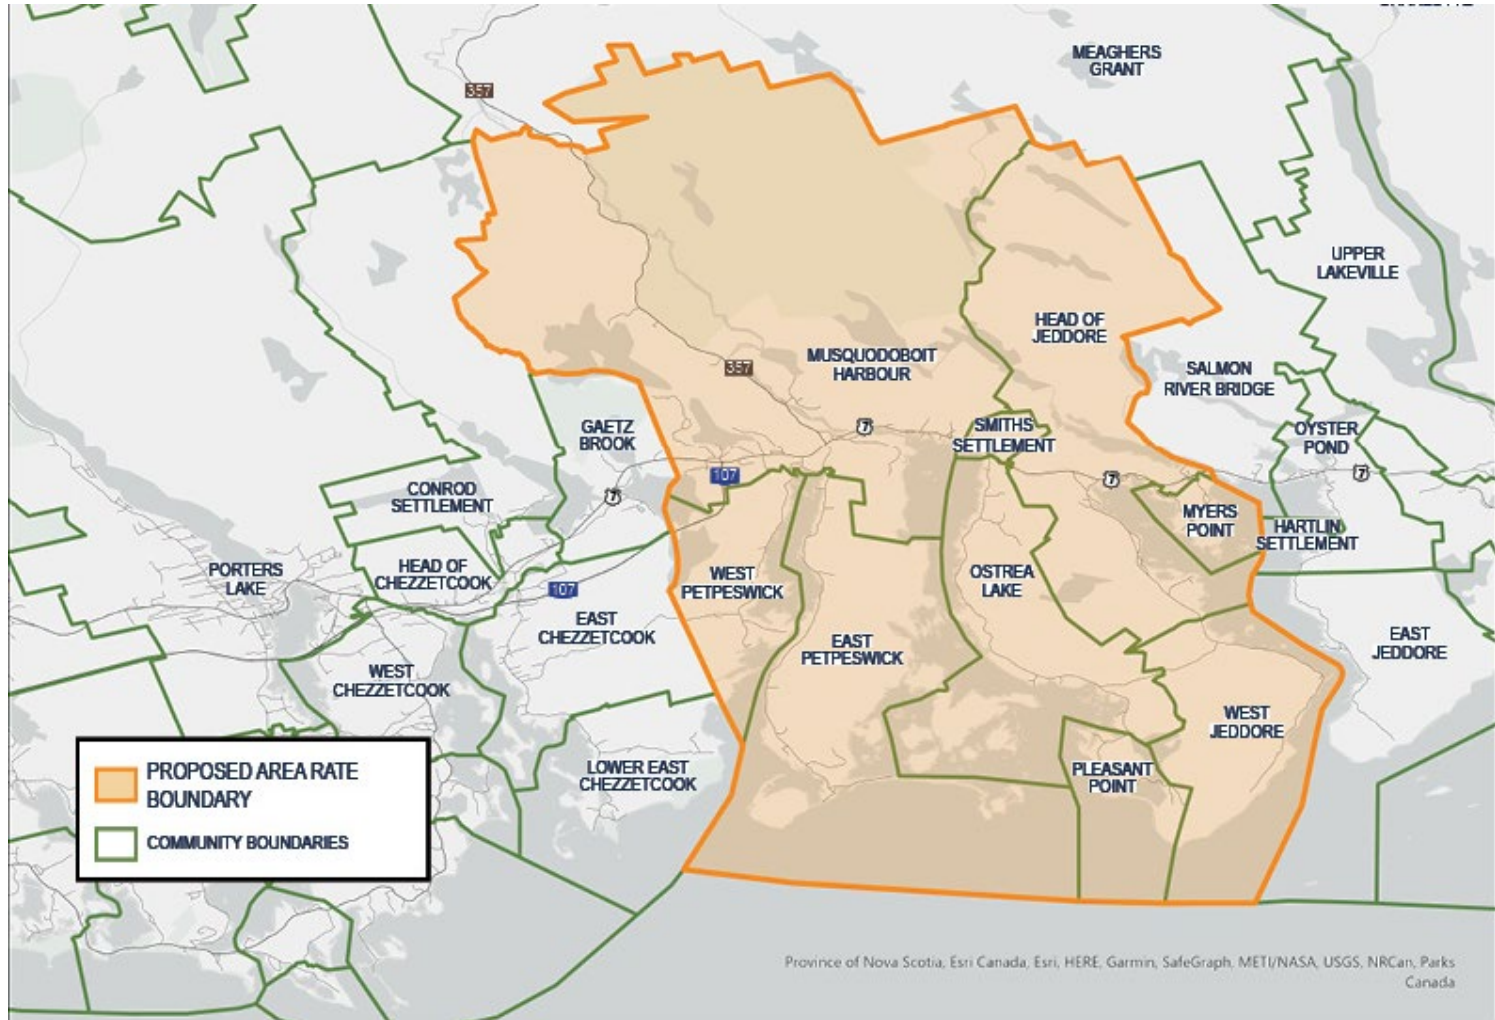 MEAGHERS
GRANT
357
UPPER
LAKEVILLE
HEAD OF
JEDDORE
MUSQUODOBOIT
HARBOUR
357
SALMON
RIVER BRIDGE
GAETZ
BROOK
7
SMITHS
SETTLEMENT
OYSTER
POND
7
107
7
7
CONROD
SETTLEMENT
MYERS
POINT
HARTLIN
SETTLEMENT
PORTERS
LAKE
HEAD OF
CHEZZETCOOK
107
WEST
PETPESWICK
OSTREA
LAKE
EAST
CHEZZETCOOK
EAST
PETPESWICK
EAST
JEDDORE
WEST
CHEZZETCOOK
WEST
JEDDORE
LOWER EAST
CHEZZETCOOK
PLEASANT
POINT
PROPOSED AREA RATE
BOUNDARY
COMMUNITY BOUNDARIES
Province of Nova Scotia, Esri Canada, Esri, HERE, Garmin, SafeGraph, METI/NASA, USGS, NRCan, Parks
Canada